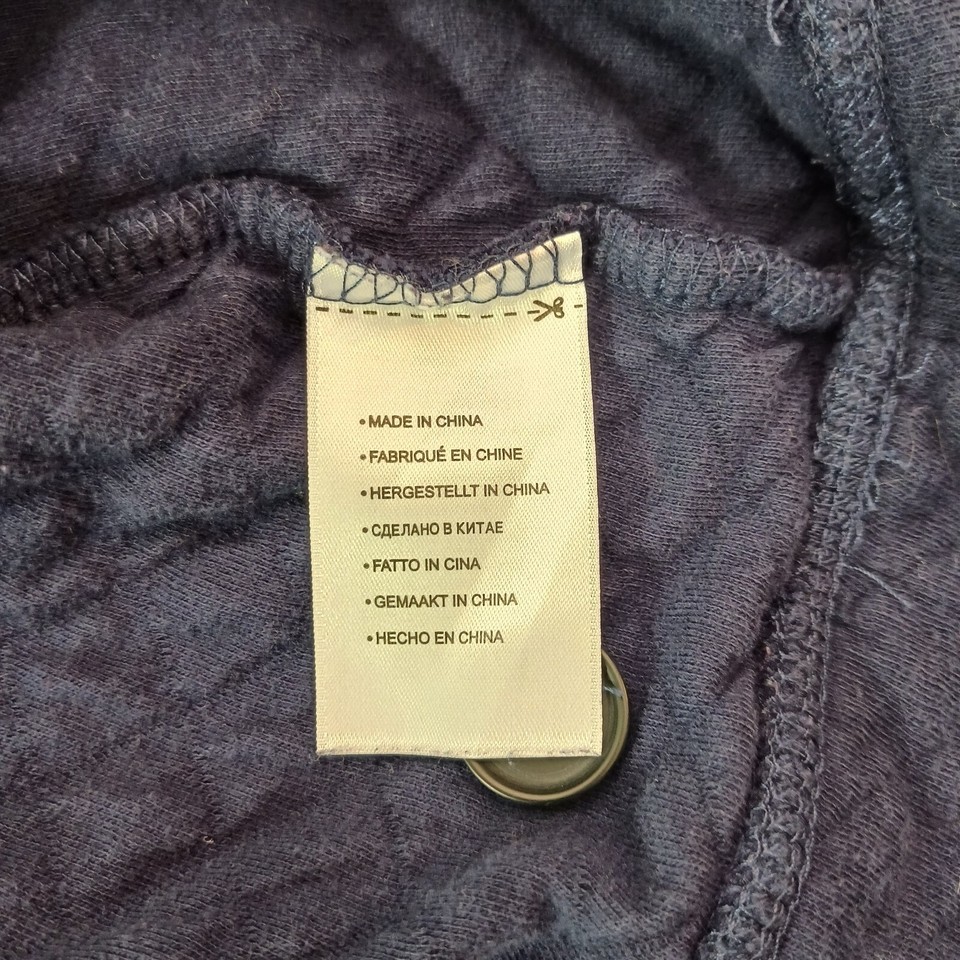 •MADE IN CHINA
•FABRIQUÉ EN CHINE
•HERGESTELLT IN CHINA
•СДЕЛАНО В КИТАЕ
•FATTO IN CINA
•GEMAAKT IN CHINA
•HECHO EN CHINA